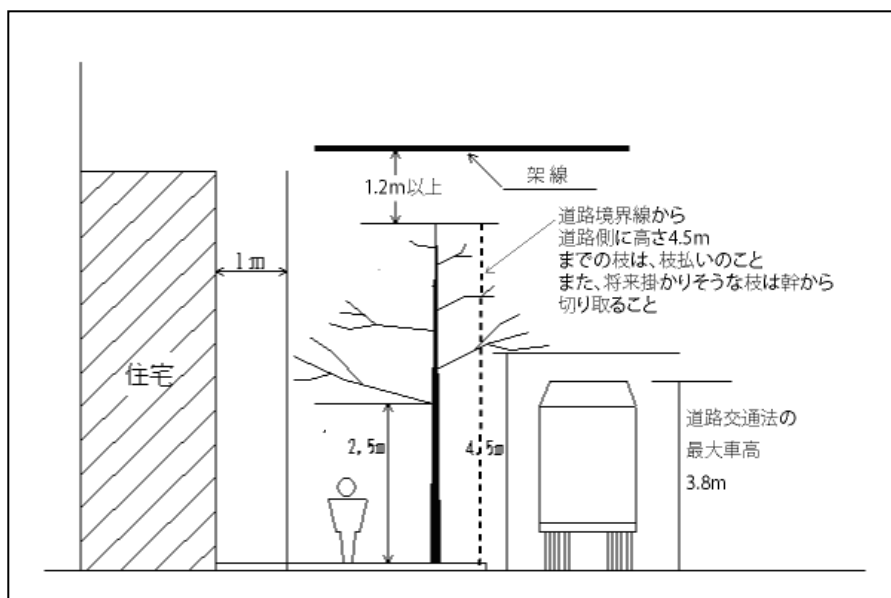 架線
1.2m以上
道路境界線から
道路側に高さ4.5m
までの枝は、枝払いのこと
また、将来掛かりそうな枝は幹から
切り取ること
1m
住宅
2,5m
4,5m
道路交通法の
最大車高
3.8m